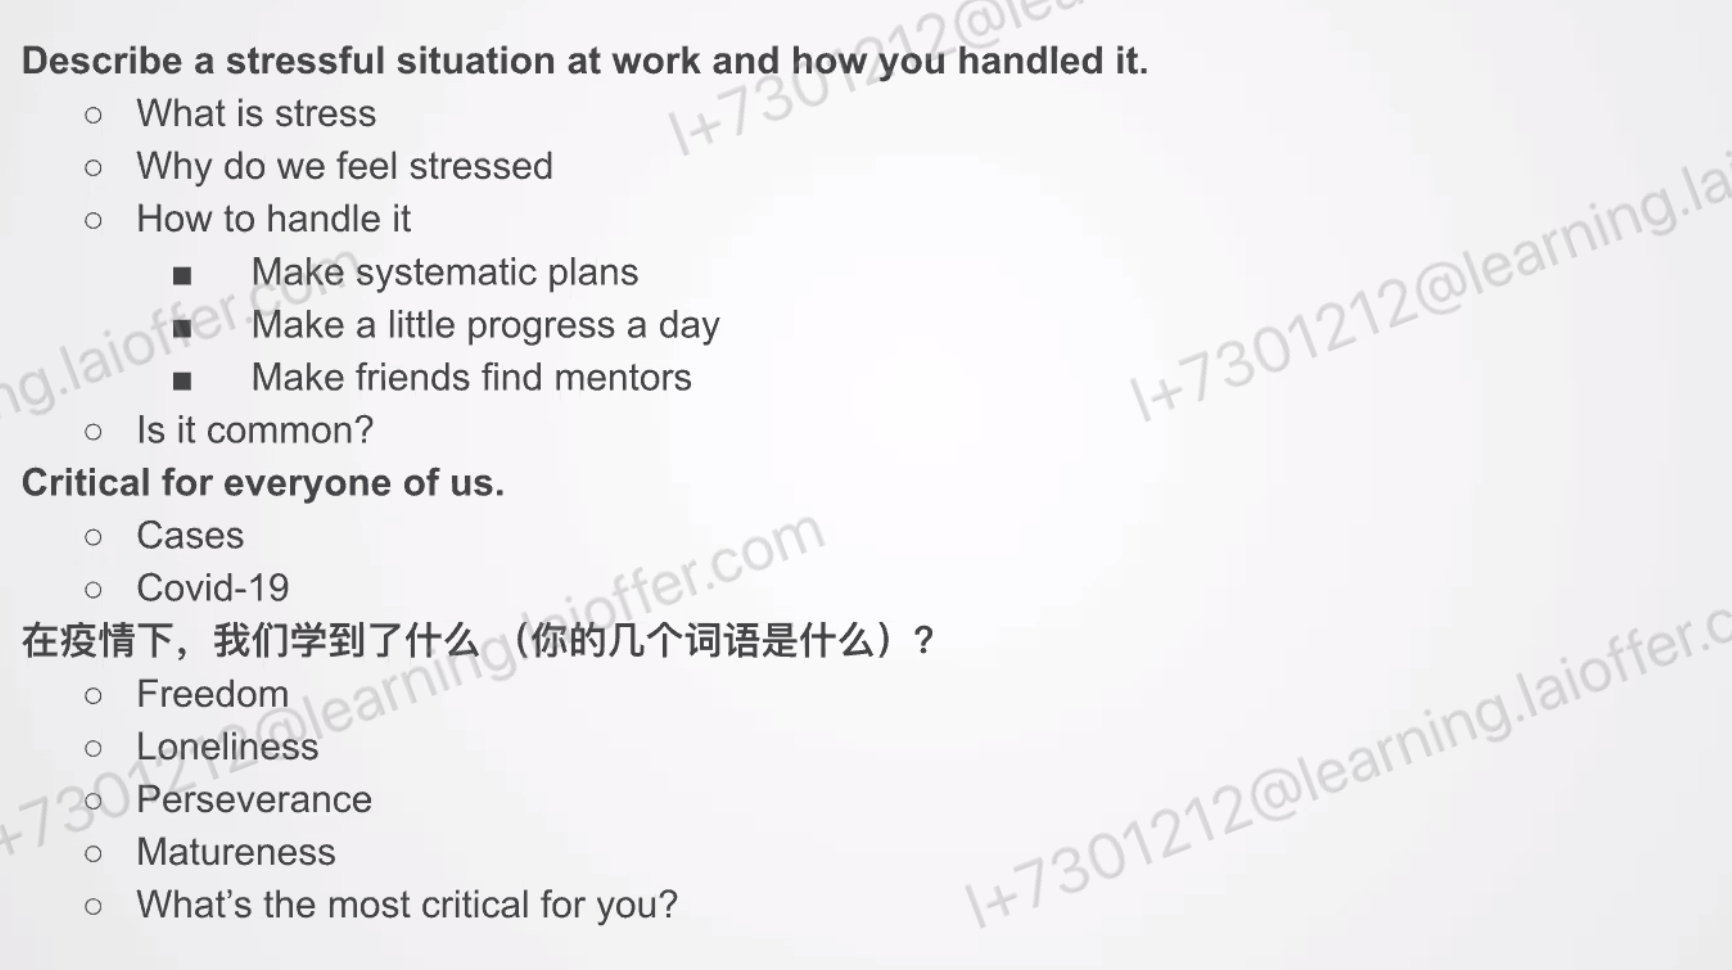 Describe a stressful situation at work and how you handled it.
○ What is stress
○ Why do we feel stressed
○ How to handle it
■ Make systematic plans
■ Make a little progress a day
■ Make friends find mentors
○ Is it common?
Critical for everyone of us.
○ Cases
○ Covid-19
在疫情下，我们学到了什么 （你的几个词语是什么）?
○ Freedom
○ Loneliness
○ Perseverance
○ Matureness
○ What's the most critical for you?
l+7301212@lea
l+7301212@learning.la
ng.laioffer.com
+7301212@learning.laioffer.com
l+7301212@learning.laioffer.c